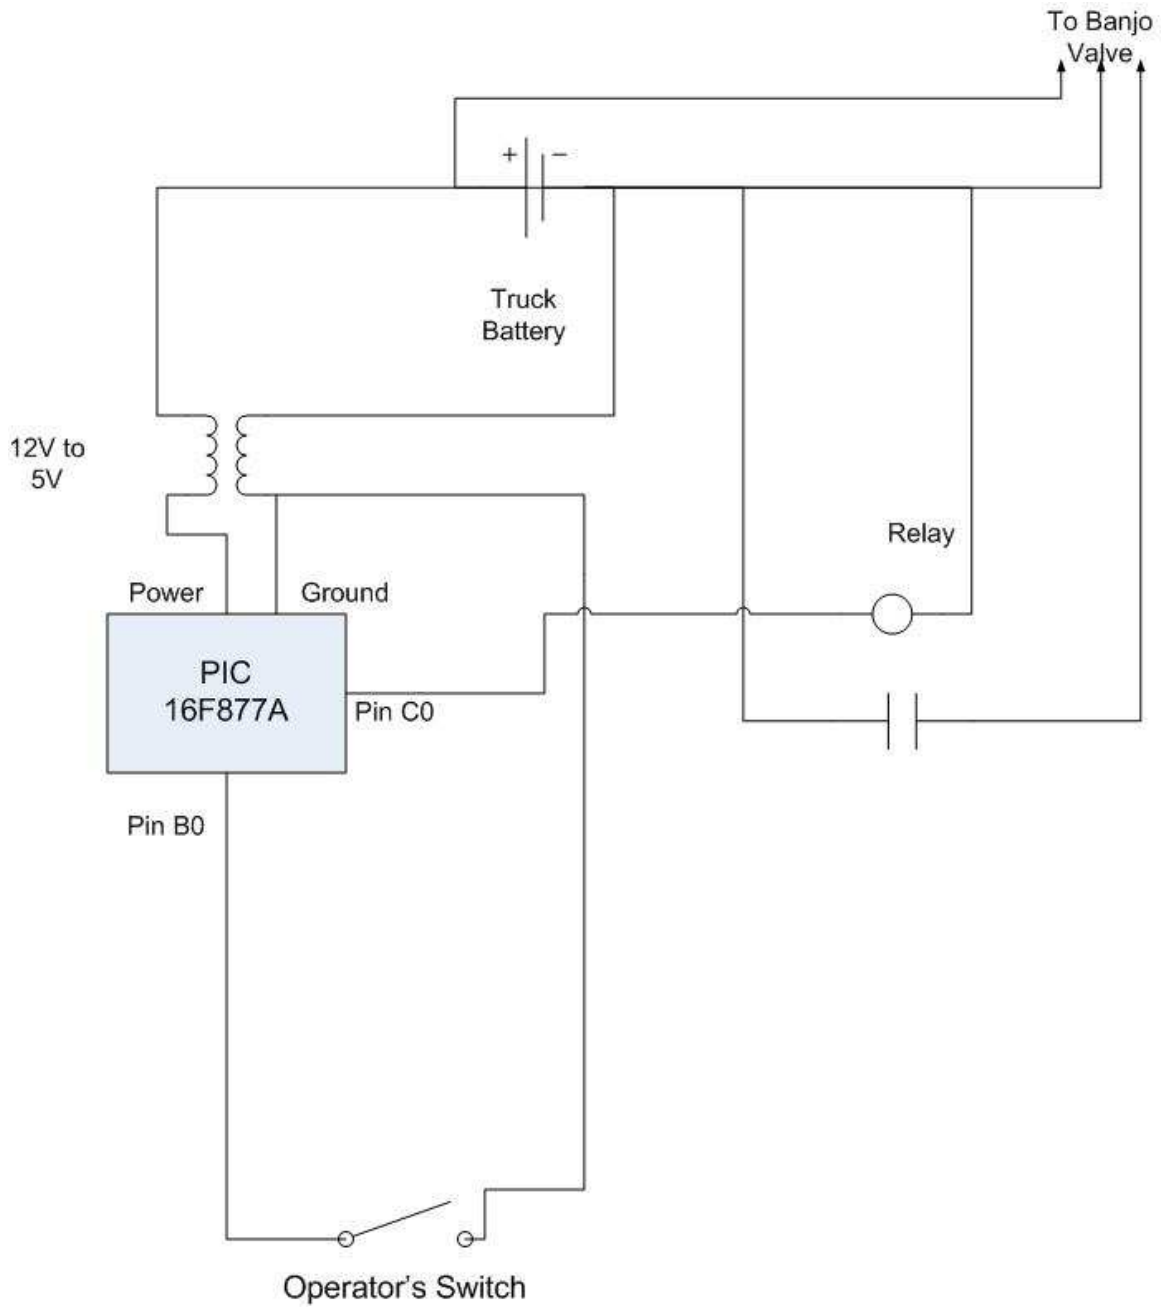 To Banjo
Valve
+ −
Truck
Battery
12V to
5V
Relay
Power
Ground
PIC
16F877A
Pin C0
Pin B0
Operator's Switch